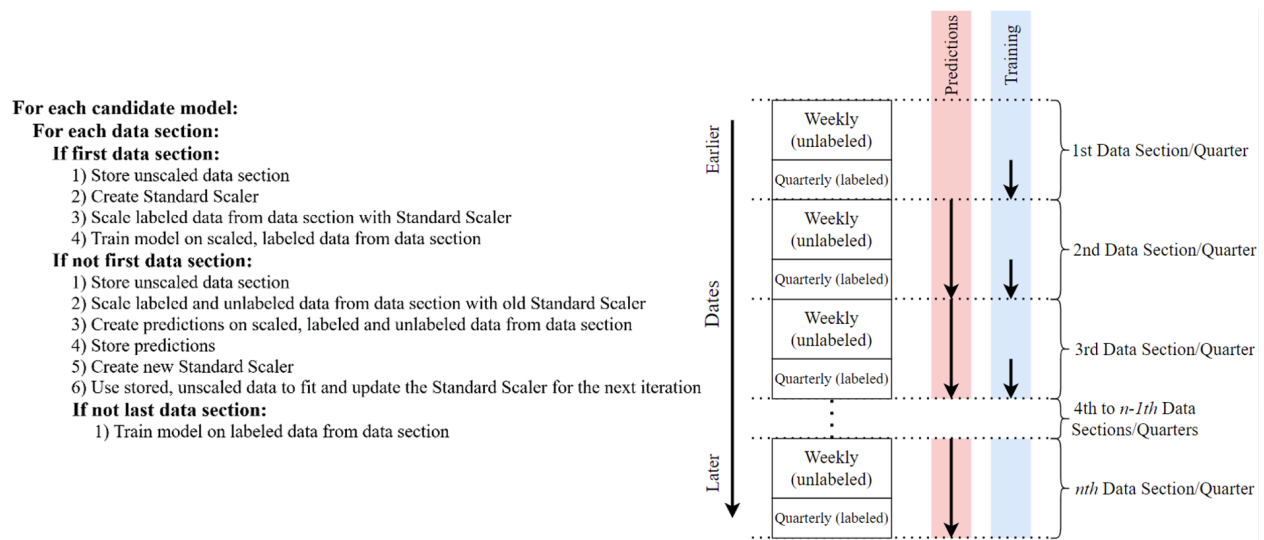 For each candidate model:
For each data section:
If first data section:
1) Store unscaled data section
2) Create Standard Scaler
3) Scale labeled data from data section with Standard Scaler
4) Train model on scaled, labeled data from data section
If not first data section:
1) Store unscaled data section
2) Scale labeled and unlabeled data from data section with old Standard Scaler
3) Create predictions on scaled, labeled and unlabeled data from data section
4) Store predictions
5) Create new Standard Scaler
6) Use stored, unscaled data to fit and update the Standard Scaler for the next iteration
If not last data section:
1) Train model on labeled data from data section
Predictions
Training
Earlier
Dates
Later
Weekly
(unlabeled)
Quarterly (labeled)
1st Data Section/Quarter
Weekly
(unlabeled)
Quarterly (labeled)
2nd Data Section/Quarter
Weekly
(unlabeled)
Quarterly (labeled)
3rd Data Section/Quarter
4th to n-1th Data
Sections/Quarters
Weekly
(unlabeled)
Quarterly (labeled)
nth Data Section/Quarter